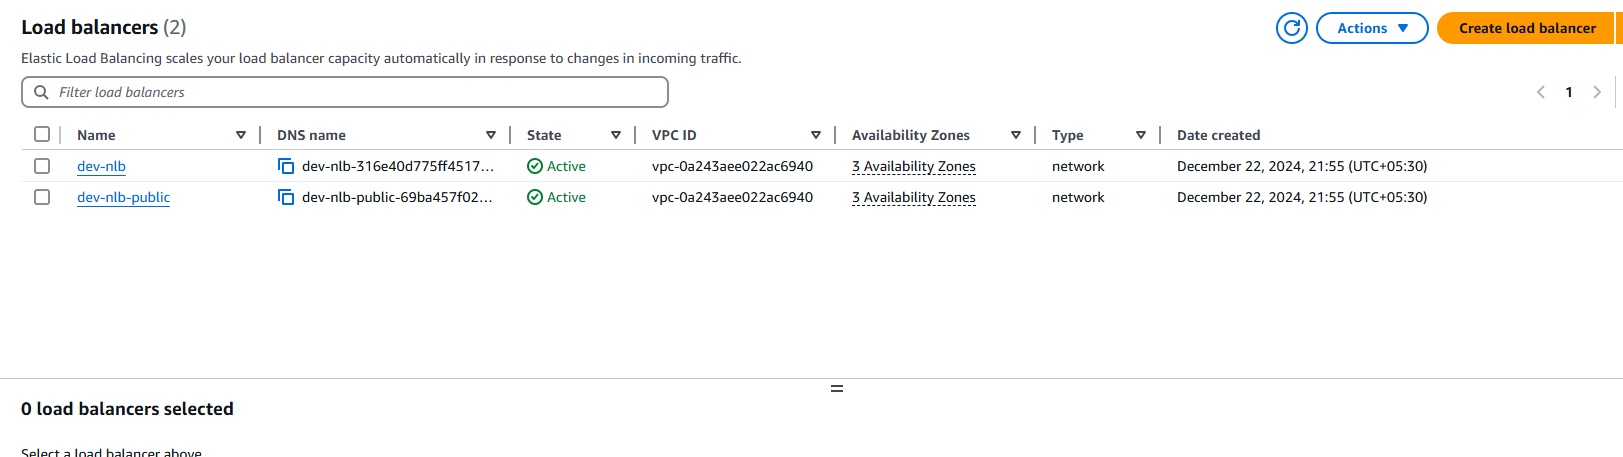 Load balancers (2)
Actions
Create load balancer
Elastic Load Balancing scales your load balancer capacity automatically in response to changes in incoming traffic.
Filter load balancers
1
Name DNS name State VPC ID Availability Zones Type Date created
dev-nlb dev-nlb-316e40d775ff4517... Active vpc-0a243aee022ac6940 3 Availability Zones network December 22, 2024, 21:55 (UTC+05:30)
dev-nlb-public dev-nlb-public-69ba457f02... Active vpc-0a243aee022ac6940 3 Availability Zones network December 22, 2024, 21:55 (UTC+05:30)
0 load balancers selected
Select a load balancer above